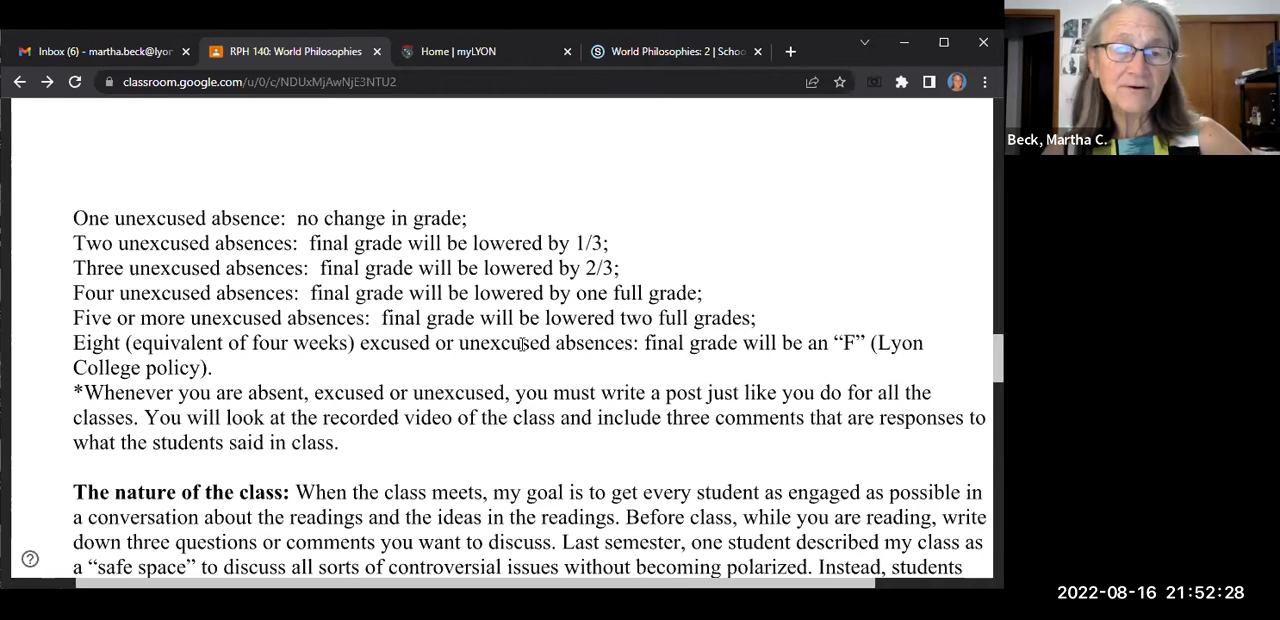 Inbox (6) - martha.beck@lyon
RPH 140: World Philosophies
Home | myLYON
World Philosophies: 2 | Schoo
classroom.google.com/u/0/c/NDUxMjAwNjE3NTU2
Beck, Martha C.
One unexcused absence: no change in grade;
Two unexcused absences: final grade will be lowered by 1/3;
Three unexcused absences: final grade will be lowered by 2/3;
Four unexcused absences: final grade will be lowered by one full grade;
Five or more unexcused absences: final grade will be lowered two full grades;
Eight (equivalent of four weeks) excused or unexcused absences: final grade will be an “F” (Lyon
College policy).
*Whenever you are absent, excused or unexcused, you must write a post just like you do for all the
classes. You will look at the recorded video of the class and include three comments that are responses to
what the students said in class.
The nature of the class: When the class meets, my goal is to get every student as engaged as possible in
a conversation about the readings and the ideas in the readings. Before class, while you are reading, write
down three questions or comments you want to discuss. Last semester, one student described my class as
a “safe space” to discuss all sorts of controversial issues without becoming polarized. Instead, students
2022-08-16 21:52:28